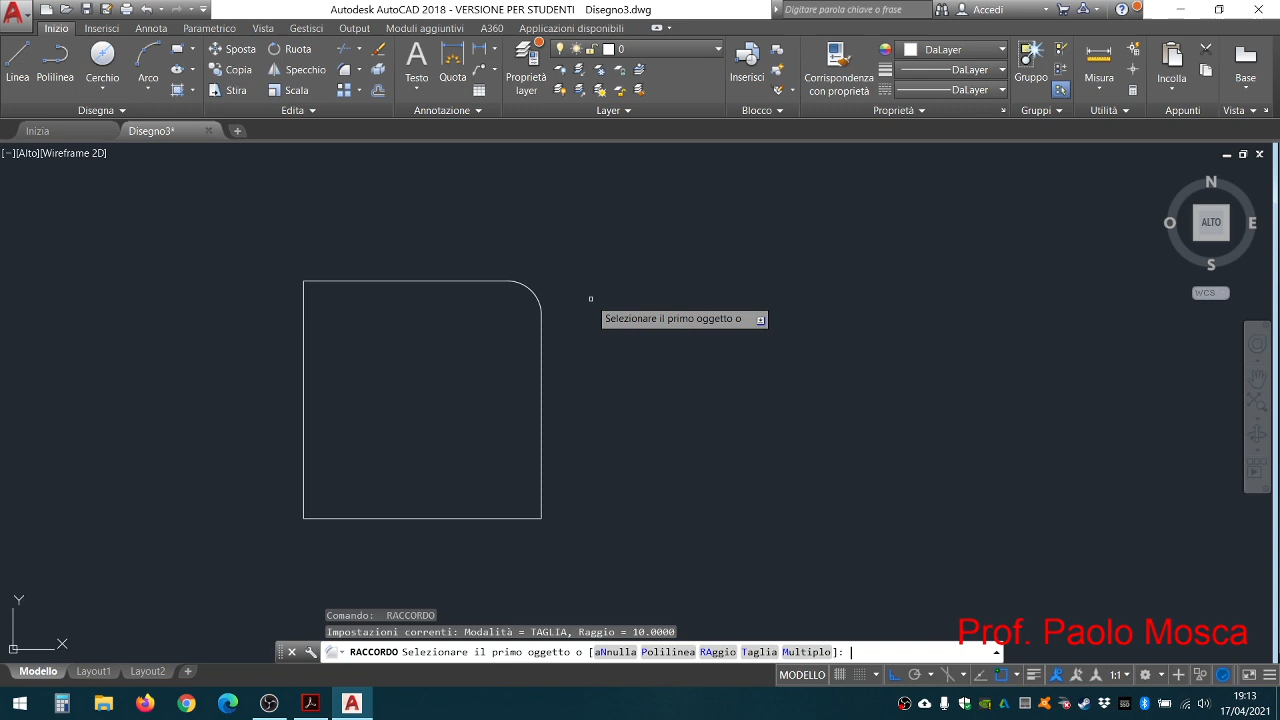 Autodesk AutoCAD 2018 - VERSIONE PER STUDENTI Disegno3.dwg
Digitare parola chiave o frase
Accedi
Inizio Inserisci Annota Parametrico Vista Gestisci Output Moduli aggiuntivi A360 Applicazioni disponibili
Linea Polilinea Cerchio Arco
Sposta Ruota
Copia Specchio
Stira Scala
Testo Quota
Proprietà layer
0
Inserisci
Corrispondenza con proprietà
DaLayer
DaLayer
DaLayer
Gruppo Misura Incolla Base
Disegna Edita Annotazione Layer Blocco Proprietà Gruppi Utilità Appunti Vista
Inizia Disegno3*
[−][Alto][Wireframe 2D]
N
O ALTO E
S
WCS
Selezionare il primo oggetto o
Y
X
Comando: RACCORDO
Impostazioni correnti: Modalità = TAGLIA, Raggio = 10.0000
RACCORDO Selezionare il primo oggetto o [aNnulla Polilinea RAggio Taglia Multiplo]:
Prof. Paolo Mosca
Modello Layout1 Layout2
MODELLO 1:1
19:13
17/04/2021